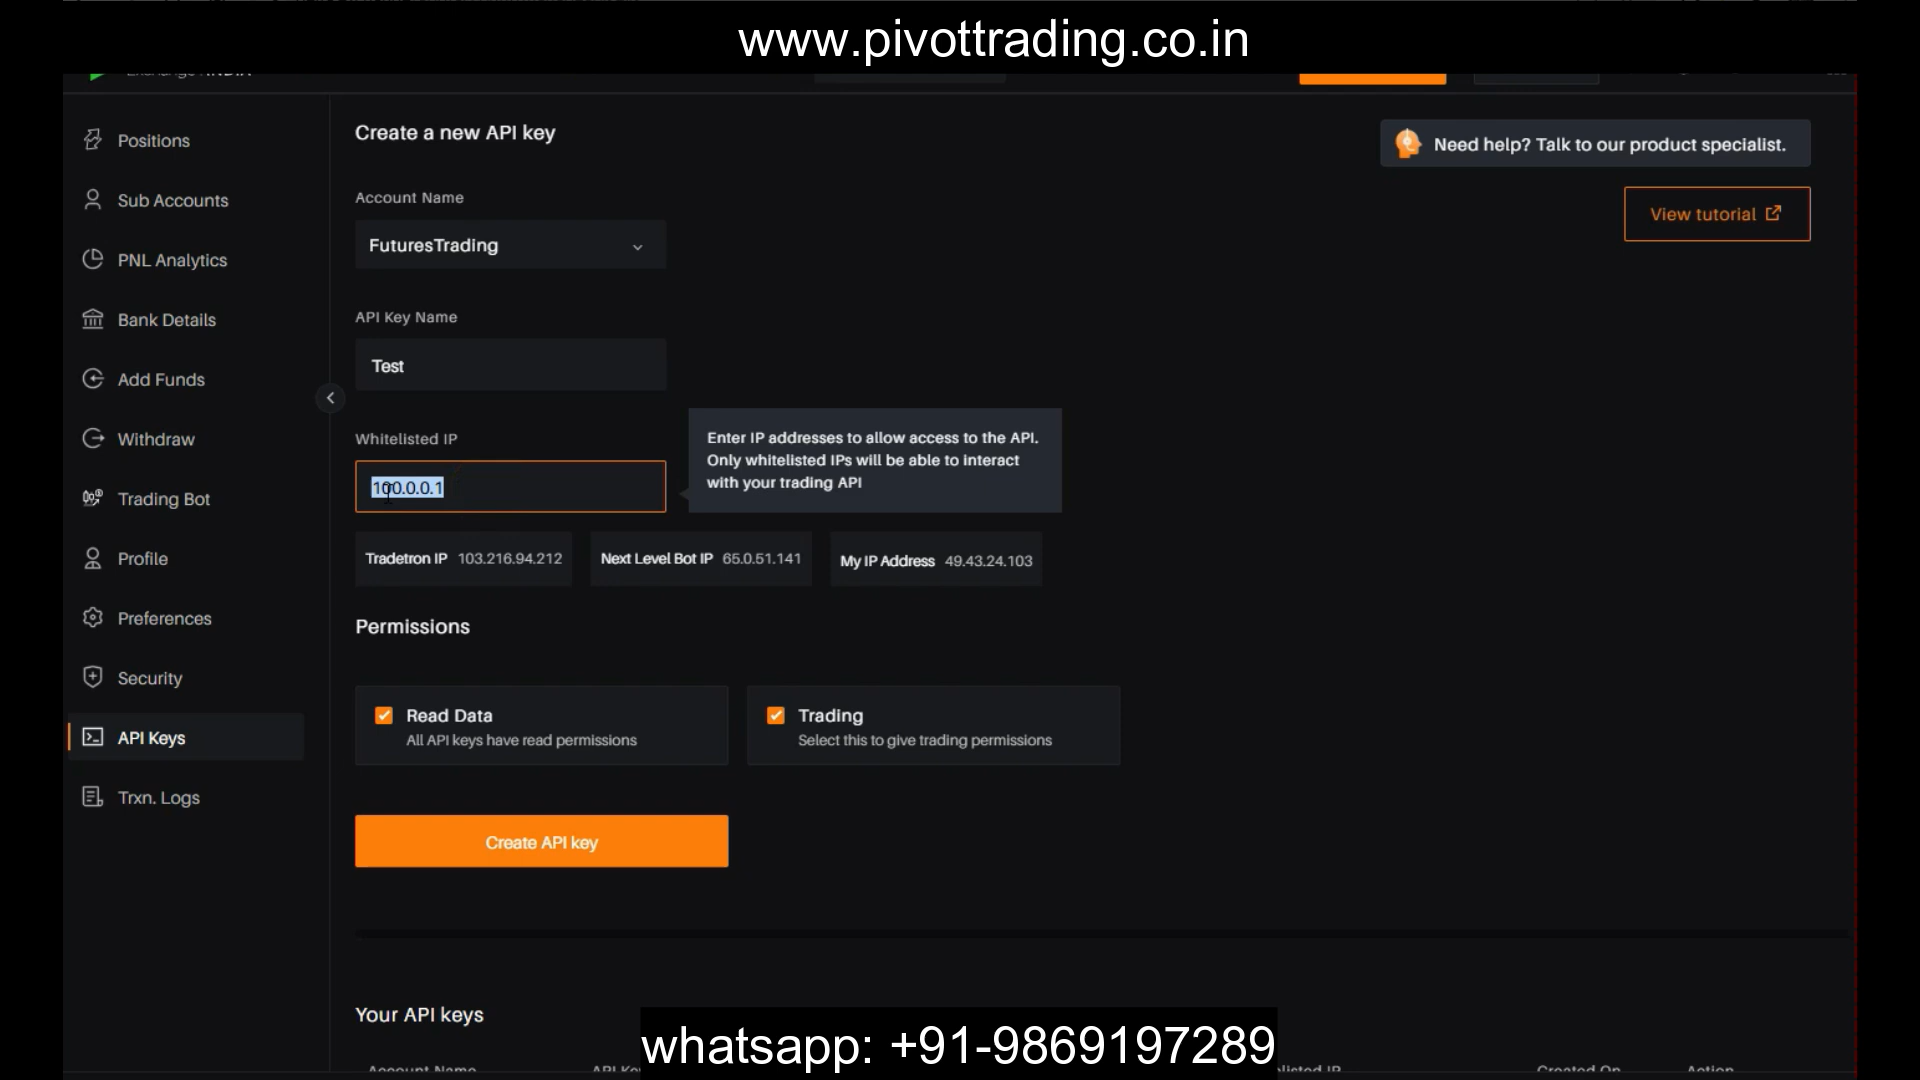 www.pivottrading.co.in
Create a new API key
Need help? Talk to our product specialist.
View tutorial
Positions
Sub Accounts
PNL Analytics
Bank Details
Add Funds
Withdraw
Trading Bot
Profile
Preferences
Security
API Keys
Trxn. Logs
Account Name
FuturesTrading
API Key Name
Test
Whitelisted IP
100.0.0.1
Enter IP addresses to allow access to the API.
Only whitelisted IPs will be able to interact
with your trading API
Tradetron IP 103.216.94.212
Next Level Bot IP 65.0.51.141
My IP Address 49.43.24.103
Permissions
Read Data
All API keys have read permissions
Trading
Select this to give trading permissions
Create API key
Your API keys
whatsapp: +91-9869197289
Account Name
Created On
Action